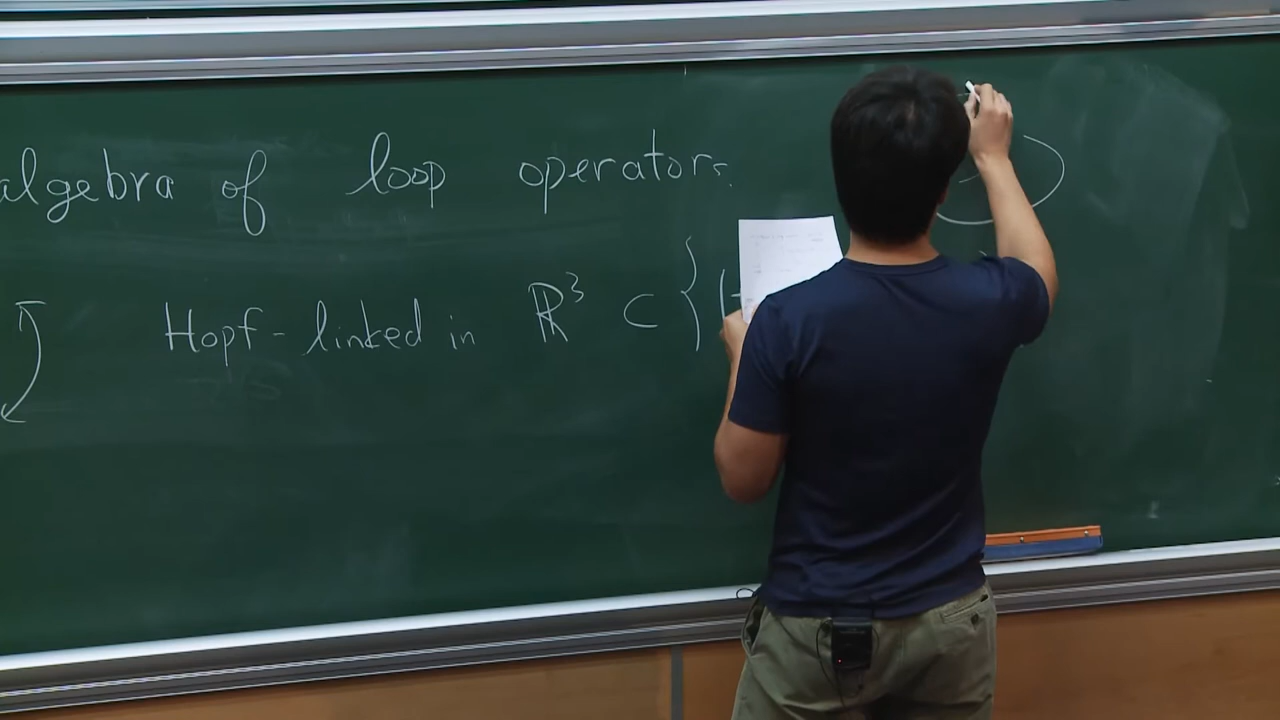 algebra of loop operators.
Hopf-linked in ℝ³ ⊂ {